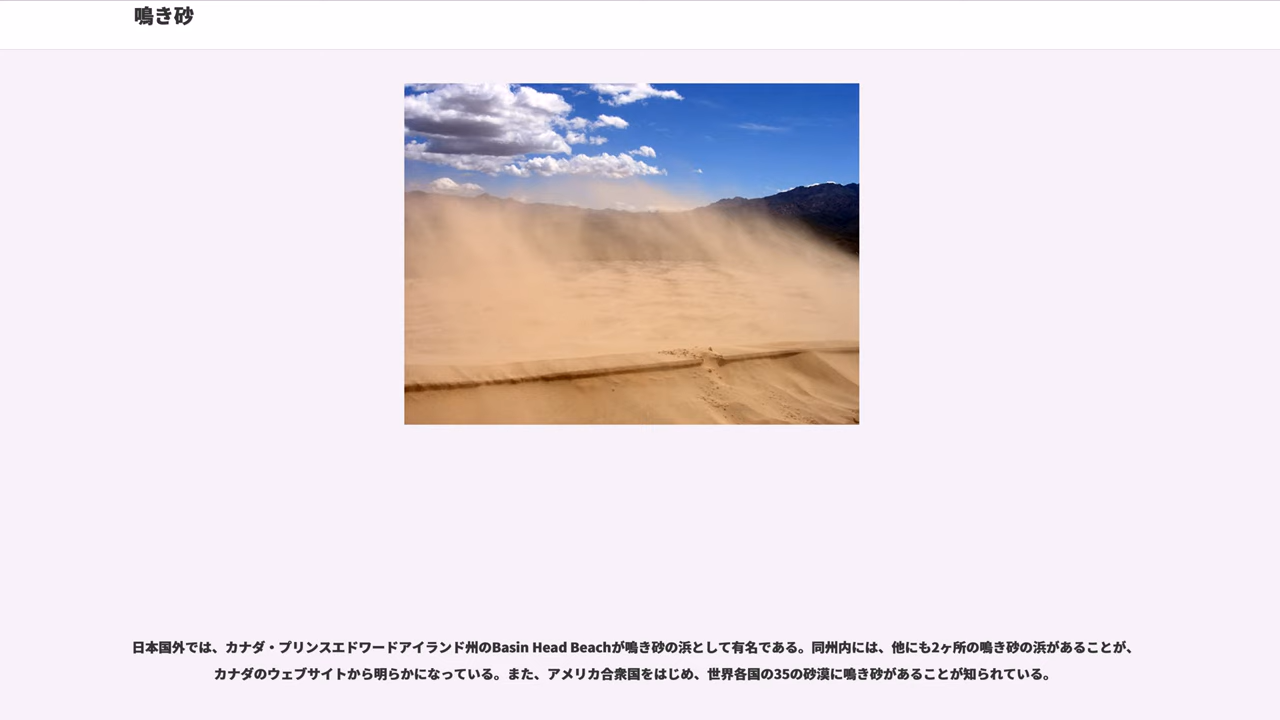 鳴き砂
日本国外では、カナダ・プリンスエドワードアイランド州のBasin Head Beachが鳴き砂の浜として有名である。同州内には、他にも2ヶ所の鳴き砂の浜があることが、
カナダのウェブサイトから明らかになっている。また、アメリカ合衆国をはじめ、世界各国の35の砂漠に鳴き砂があることが知られている。